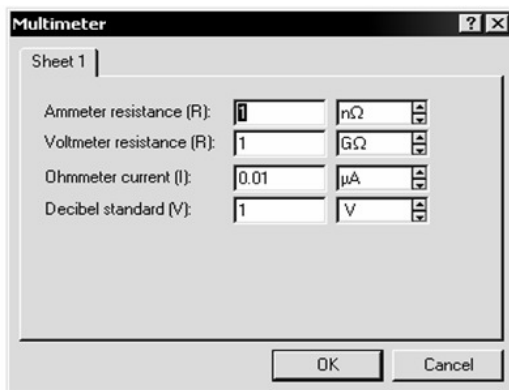 Multimeter ? X
Sheet 1
Ammeter resistance (R): 1 nΩ
Voltmeter resistance (R): 1 GΩ
Ohmmeter current (I): 0.01 µA
Decibel standard (V): 1 V
OK Cancel